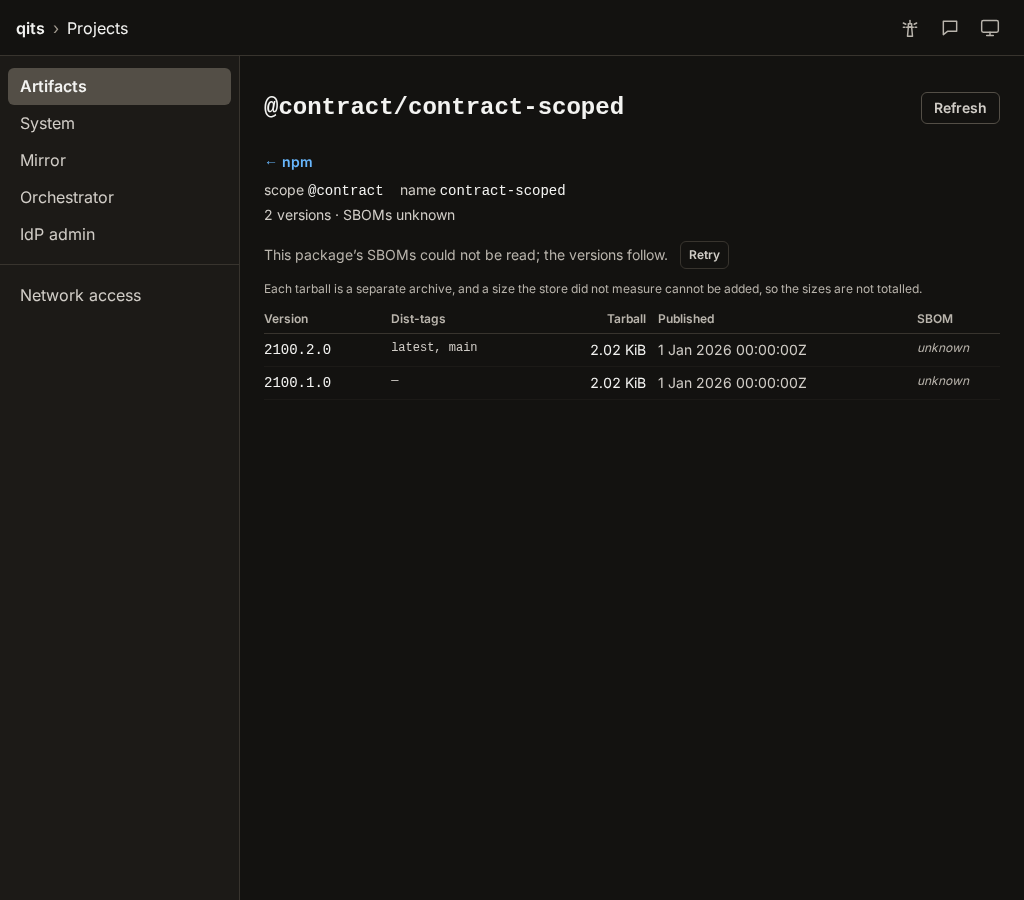 qits › Projects
Artifacts
System
Mirror
Orchestrator
IdP admin
Network access
@contract/contract-scoped
Refresh
← npm
scope @contract name contract-scoped
2 versions · SBOMs unknown
This package’s SBOMs could not be read; the versions follow. Retry
Each tarball is a separate archive, and a size the store did not measure cannot be added, so the sizes are not totalled.
Version Dist-tags Tarball Published SBOM
2100.2.0 latest, main 2.02 KiB 1 Jan 2026 00:00:00Z unknown
2100.1.0 — 2.02 KiB 1 Jan 2026 00:00:00Z unknown